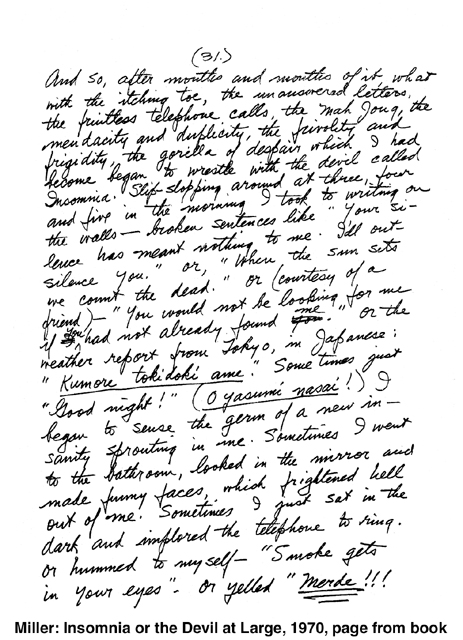 (31.)
And so, after months and months of it, what
with the itching toe, the unanswered letters,
the fruitless telephone calls, the Mah Jong, the
mendacity and duplicity, the frivolity and
frigidity, the gorilla of despair which I had
become began to wrestle with the devil called
Insomnia. Slip-slopping around at three, four
and five in the morning I took to writing on
the walls — broken sentences like "Your si-
lence has meant nothing to me. I'll out-
silence you." or, "Where the sun sets
we count the dead." or (courtesy of a
friend) — "You would not be looking for me
if you had not already found me." or the
weather report from Tokyo, in Japanese:
"Kumore tokidoki ame". Sometimes just
"Good night!" (O yasumi nasai!) I
began to sense the germ of a new in-
sanity sprouting in me. Sometimes I went
to the bathroom, looked in the mirror and
made funny faces, which frightened hell
out of me. Sometimes I just sat in the
dark and implored the telephone to ring.
or hummed to myself — "Smoke gets
in your eyes". or yelled "Merde!!!
Miller: Insomnia or the Devil at Large, 1970, page from book